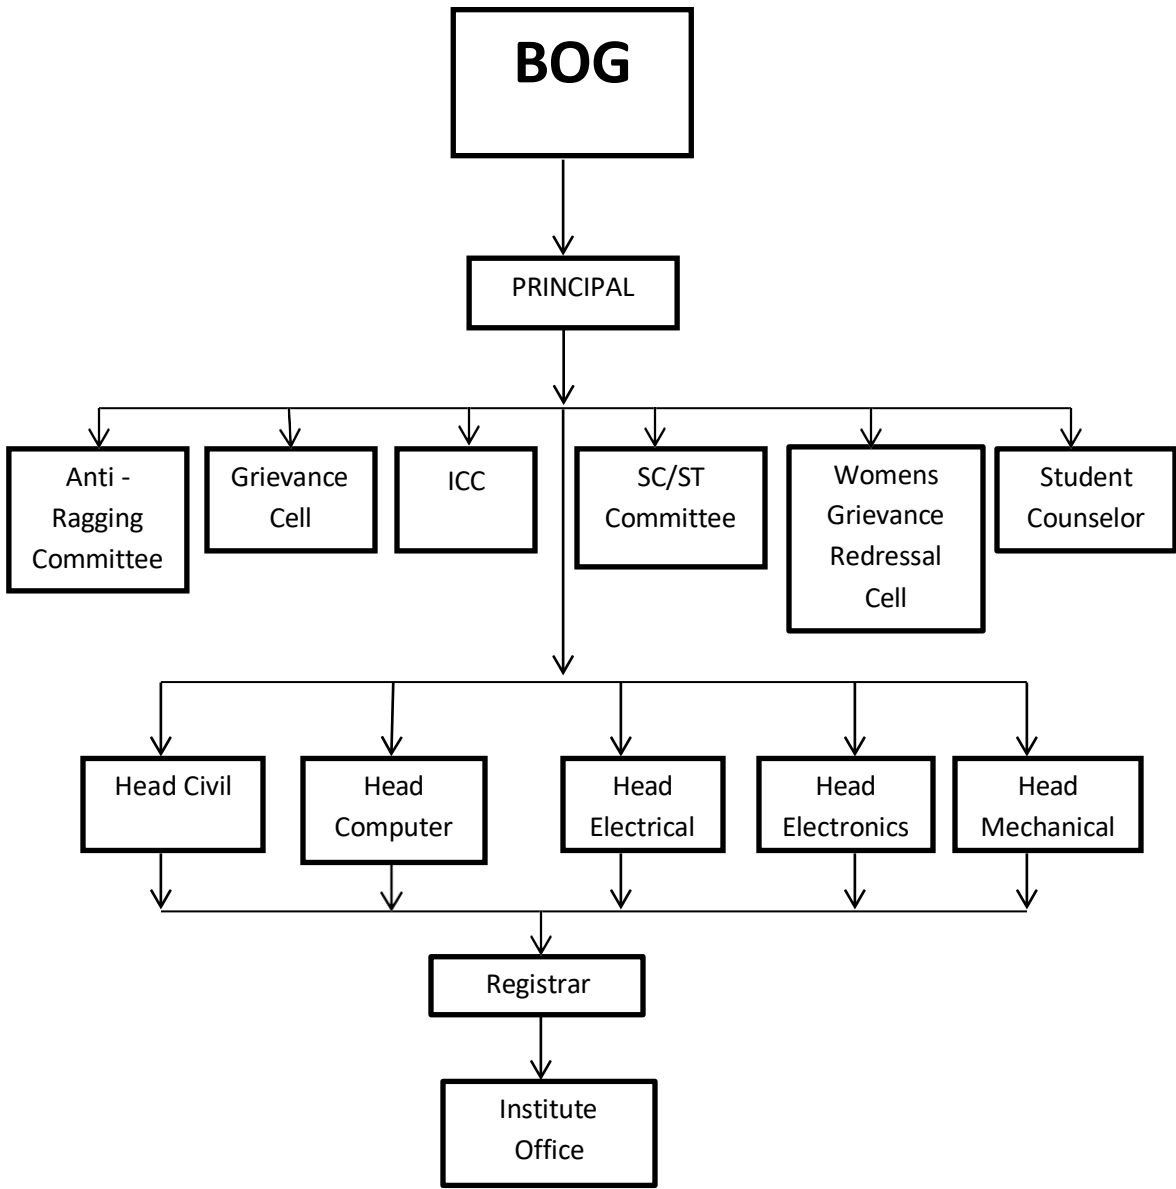 BOG
PRINCIPAL
Anti -
Ragging
Committee
Grievance
Cell
ICC
SC/ST
Committee
Womens
Grievance
Redressal
Cell
Student
Counselor
Head Civil
Head
Computer
Head
Electrical
Head
Electronics
Head
Mechanical
Registrar
Institute
Office